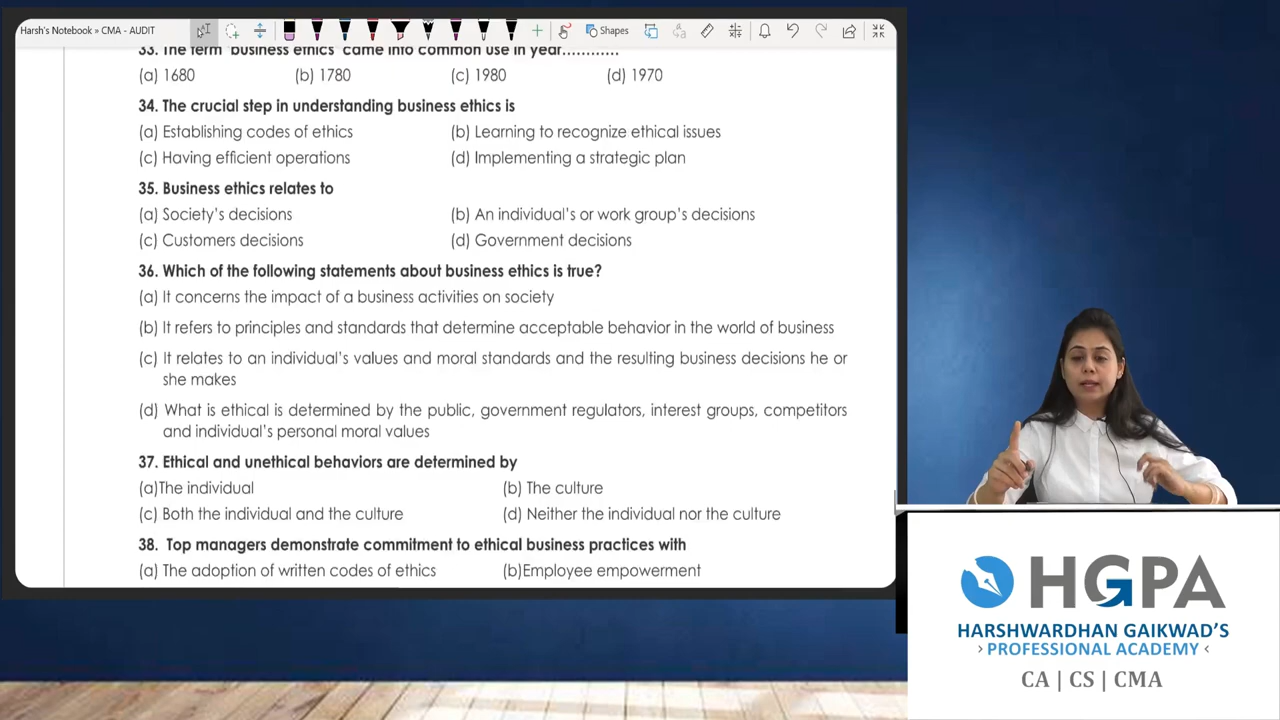 Harsh's Notebook » CMA - AUDIT
Shapes
33. The term 'business ethics' came into common use in year............
(a) 1680 (b) 1780 (c) 1980 (d) 1970
34. The crucial step in understanding business ethics is
(a) Establishing codes of ethics (b) Learning to recognize ethical issues
(c) Having efficient operations (d) Implementing a strategic plan
35. Business ethics relates to
(a) Society's decisions (b) An individual's or work group's decisions
(c) Customers decisions (d) Government decisions
36. Which of the following statements about business ethics is true?
(a) It concerns the impact of a business activities on society
(b) It refers to principles and standards that determine acceptable behavior in the world of business
(c) It relates to an individual's values and moral standards and the resulting business decisions he or
she makes
(d) What is ethical is determined by the public, government regulators, interest groups, competitors
and individual's personal moral values
37. Ethical and unethical behaviors are determined by
(a)The individual (b) The culture
(c) Both the individual and the culture (d) Neither the individual nor the culture
38. Top managers demonstrate commitment to ethical business practices with
(a) The adoption of written codes of ethics (b)Employee empowerment
HGPA
HARSHWARDHAN GAIKWAD'S
› PROFESSIONAL ACADEMY ‹
CA | CS | CMA